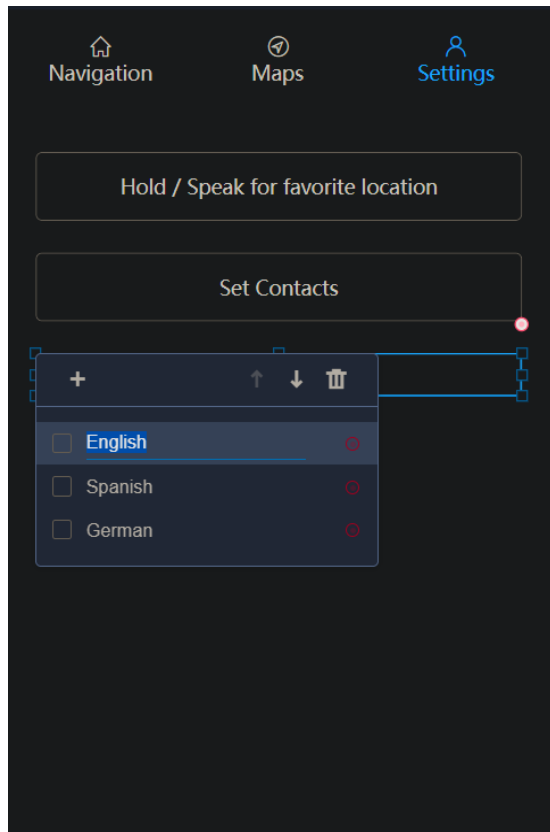 Navigation Maps Settings
Hold / Speak for favorite location
Set Contacts
English
Spanish
German